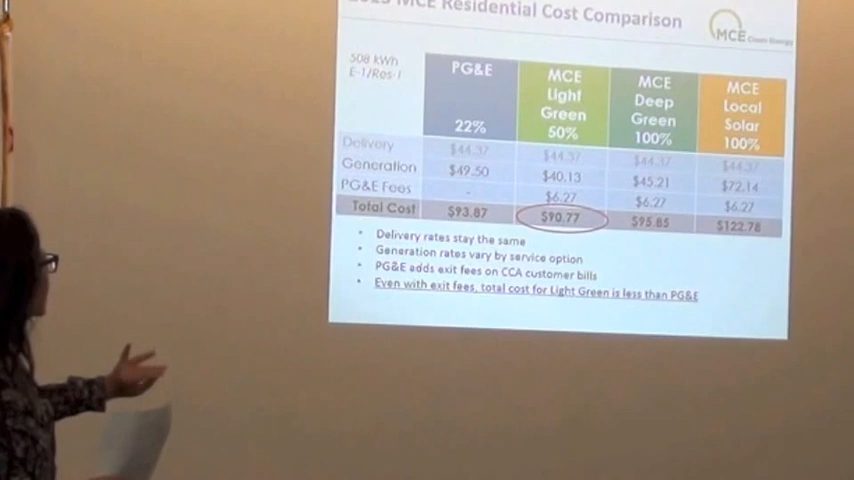 2015 MCE Residential Cost Comparison
MCE Clean Energy
508 kWh
E-1/Res-1
PG&E
22%
MCE
Light
Green
50%
MCE
Deep
Green
100%
MCE
Local
Solar
100%
Delivery $44.37 $44.37 $44.37 $44.37
Generation $49.50 $40.13 $45.21 $72.14
PG&E Fees - $6.27 $6.27 $6.27
Total Cost $93.87 $90.77 $95.85 $122.78
• Delivery rates stay the same
• Generation rates vary by service option
• PG&E adds exit fees on CCA customer bills
• Even with exit fees, total cost for Light Green is less than PG&E